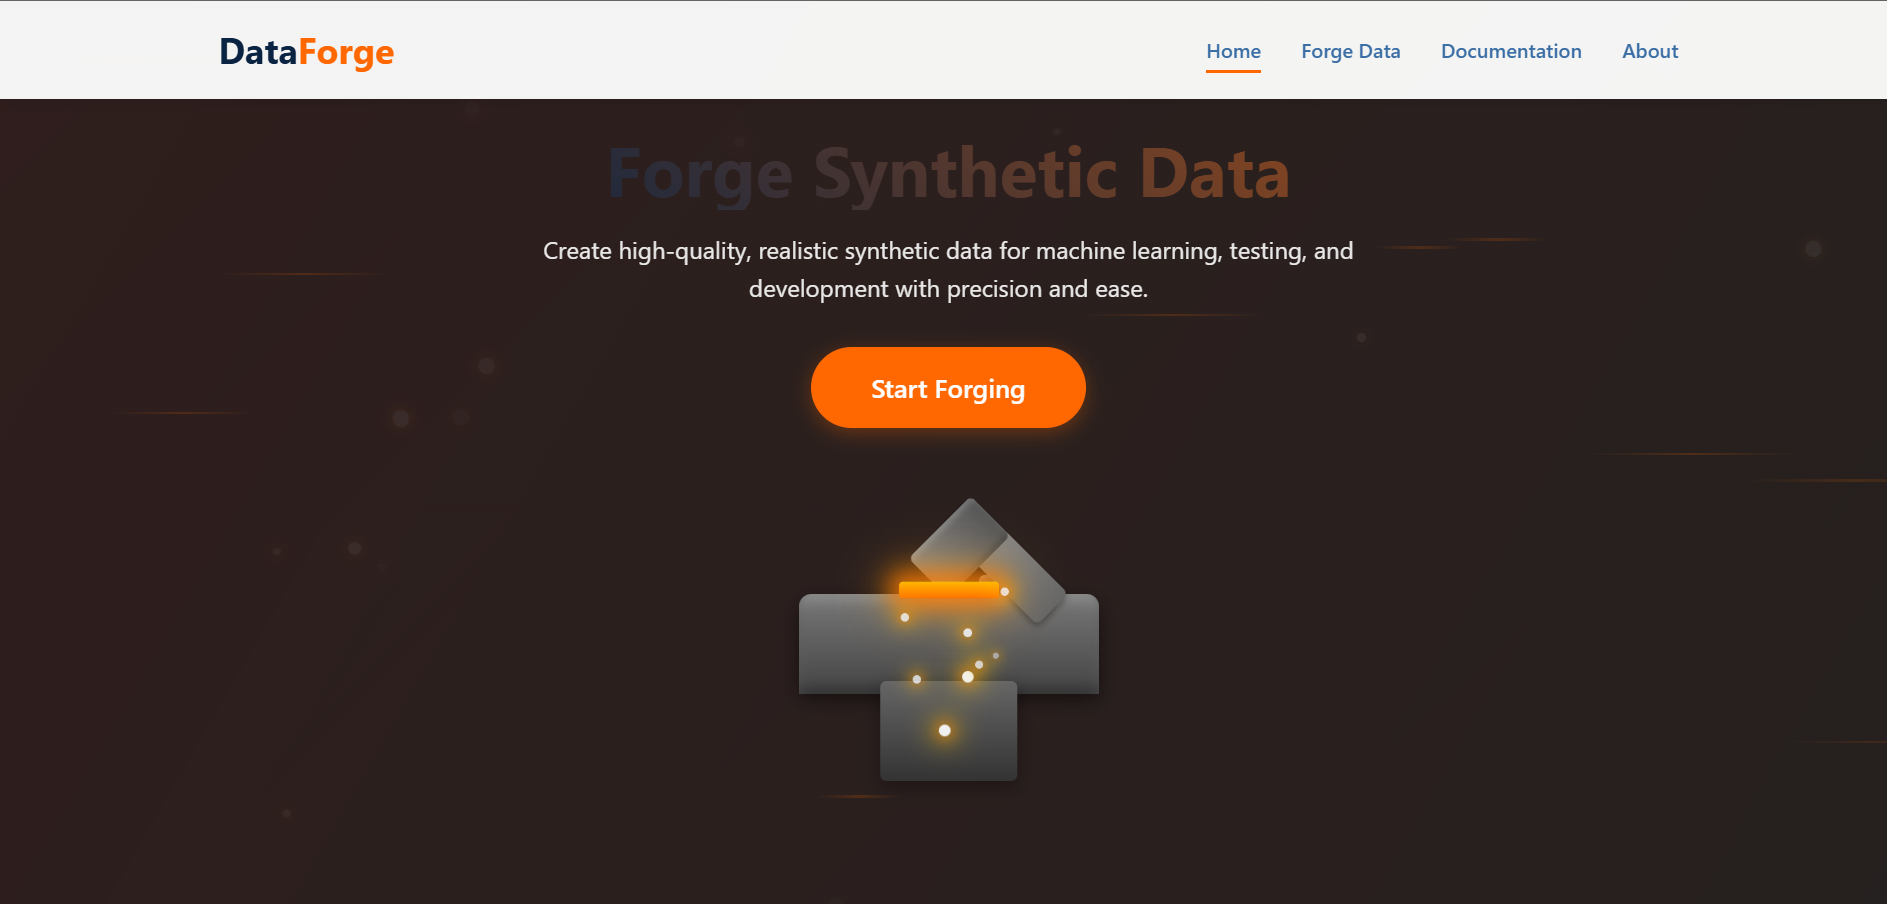 DataForge
Home Forge Data Documentation About
Forge Synthetic Data
Create high-quality, realistic synthetic data for machine learning, testing, and
development with precision and ease.
Start Forging